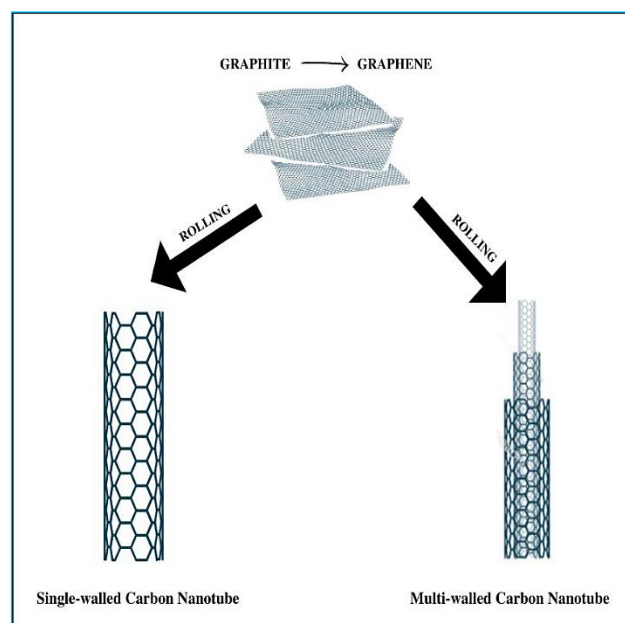 GRAPHITE → GRAPHENE
ROLLING
ROLLING
Single-walled Carbon Nanotube
Multi-walled Carbon Nanotube